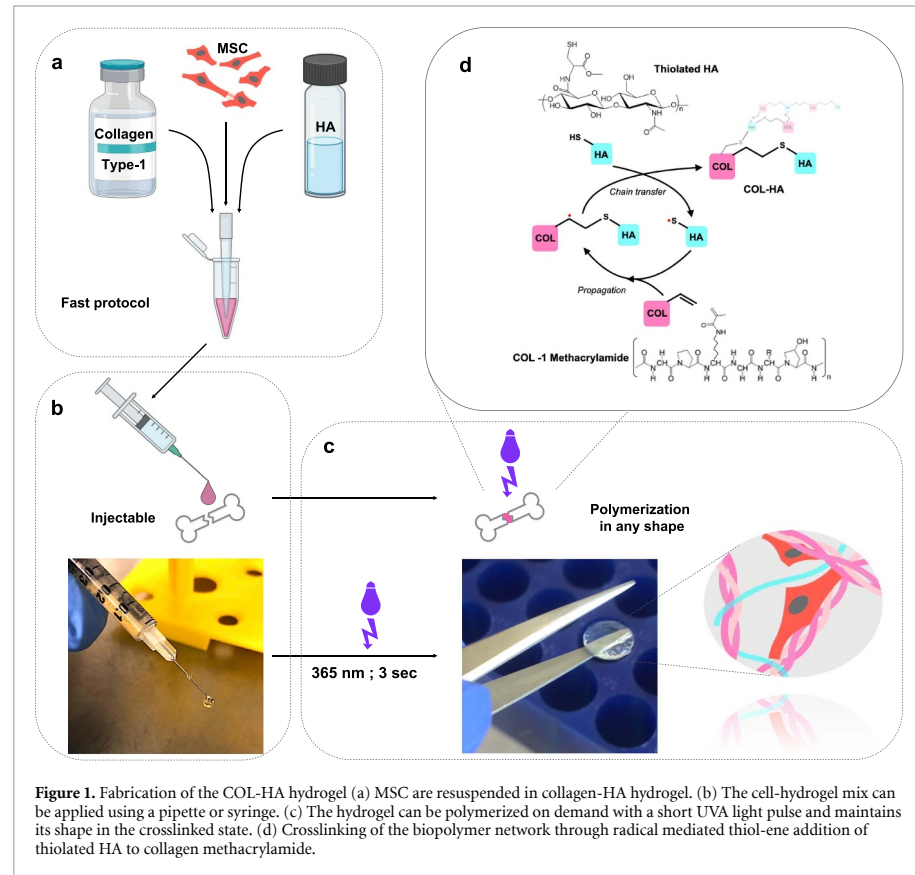 a
MSC
Collagen
Type-1
HA
Fast protocol
b
Injectable
c
365 nm ; 3 sec
Polymerization
in any shape
d
SH
Thiolated HA
HS
HA
Chain transfer
COL
S
HA
COL-HA
COL
S
HA
S
HA
Propagation
COL
COL -1 Methacrylamide
OH
n
Figure 1. Fabrication of the COL-HA hydrogel (a) MSC are resuspended in collagen-HA hydrogel. (b) The cell-hydrogel mix can
be applied using a pipette or syringe. (c) The hydrogel can be polymerized on demand with a short UVA light pulse and maintains
its shape in the crosslinked state. (d) Crosslinking of the biopolymer network through radical mediated thiol-ene addition of
thiolated HA to collagen methacrylamide.